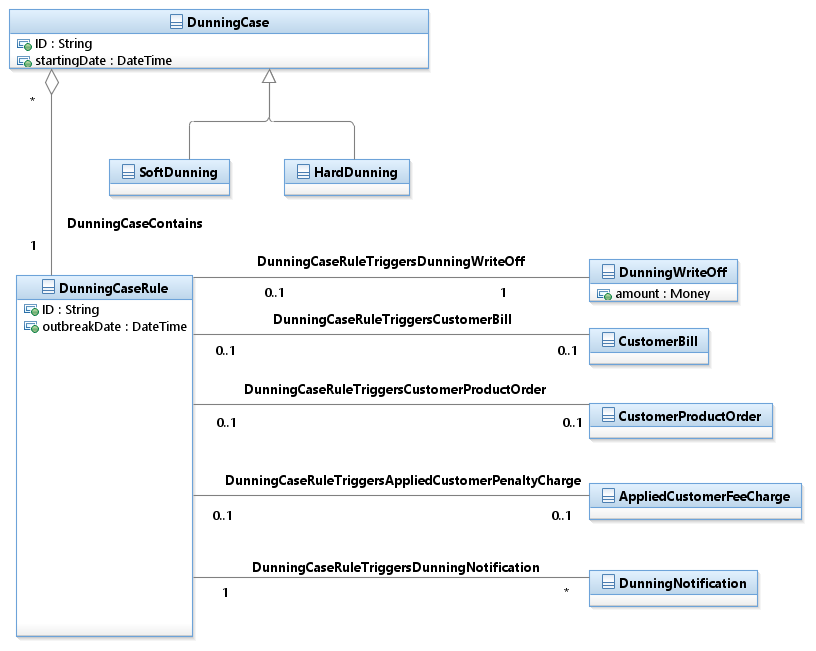 DunningCase
ID : String
startingDate : DateTime
*
SoftDunning
HardDunning
DunningCaseContains
1
DunningCaseRule
ID : String
outbreakDate : DateTime
DunningCaseRuleTriggersDunningWriteOff
0..1
1
DunningWriteOff
amount : Money
DunningCaseRuleTriggersCustomerBill
0..1
0..1
CustomerBill
DunningCaseRuleTriggersCustomerProductOrder
0..1
0..1
CustomerProductOrder
DunningCaseRuleTriggersAppliedCustomerPenaltyCharge
0..1
0..1
AppliedCustomerFeeCharge
DunningCaseRuleTriggersDunningNotification
1
*
DunningNotification